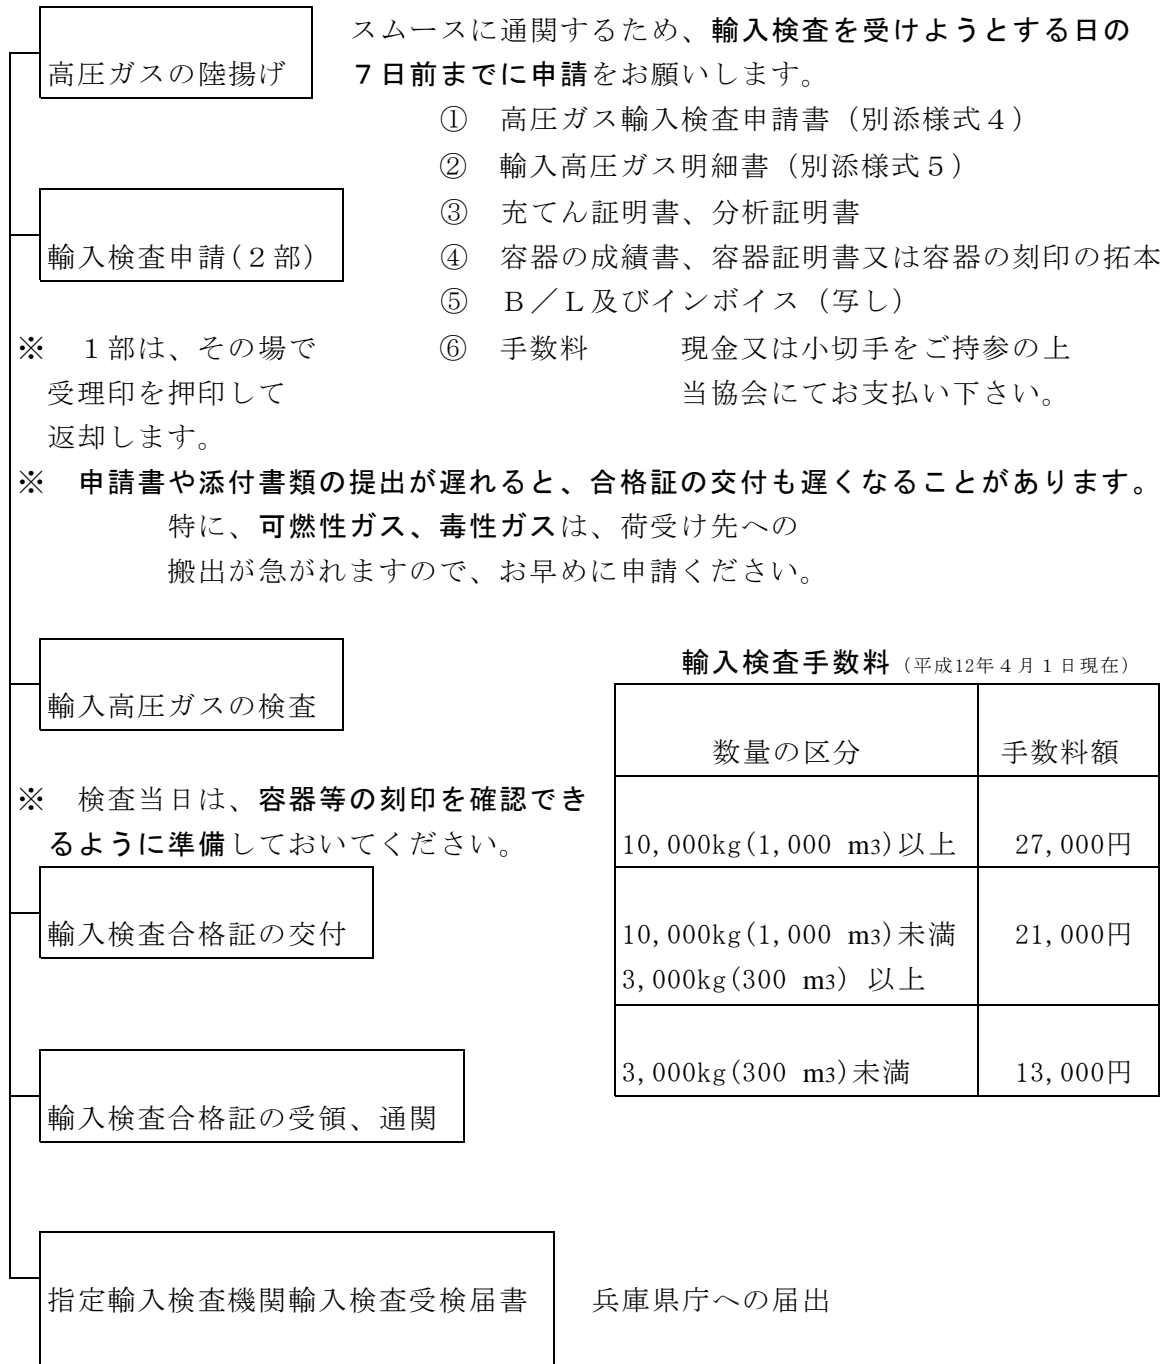 高圧ガスの陸揚げ
スムースに通関するため、輸入検査を受けようとする日の
７日前までに申請をお願いします。
① 高圧ガス輸入検査申請書（別添様式４）
② 輸入高圧ガス明細書（別添様式５）
③ 充てん証明書、分析証明書
④ 容器の成績書、容器証明書又は容器の刻印の拓本
⑤ Ｂ／Ｌ及びインボイス（写し）
⑥ 手数料 現金又は小切手をご持参の上
当協会にてお支払い下さい。
輸入検査申請(２部)
※ １部は、その場で
受理印を押印して
返却します。
※ 申請書や添付書類の提出が遅れると、合格証の交付も遅くなることがあります。
特に、可燃性ガス、毒性ガスは、荷受け先への
搬出が急がれますので、お早めに申請ください。
輸入高圧ガスの検査
※ 検査当日は、容器等の刻印を確認でき
るように準備しておいてください。
輸入検査合格証の交付
輸入検査合格証の受領、通関
指定輸入検査機関輸入検査受検届書 兵庫県庁への届出
輸入検査手数料（平成12年４月１日現在）
数量の区分 手数料額
10,000kg(1,000 m3)以上 27,000円
10,000kg(1,000 m3)未満 21,000円
3,000kg(300 m3) 以上
3,000kg(300 m3)未満 13,000円